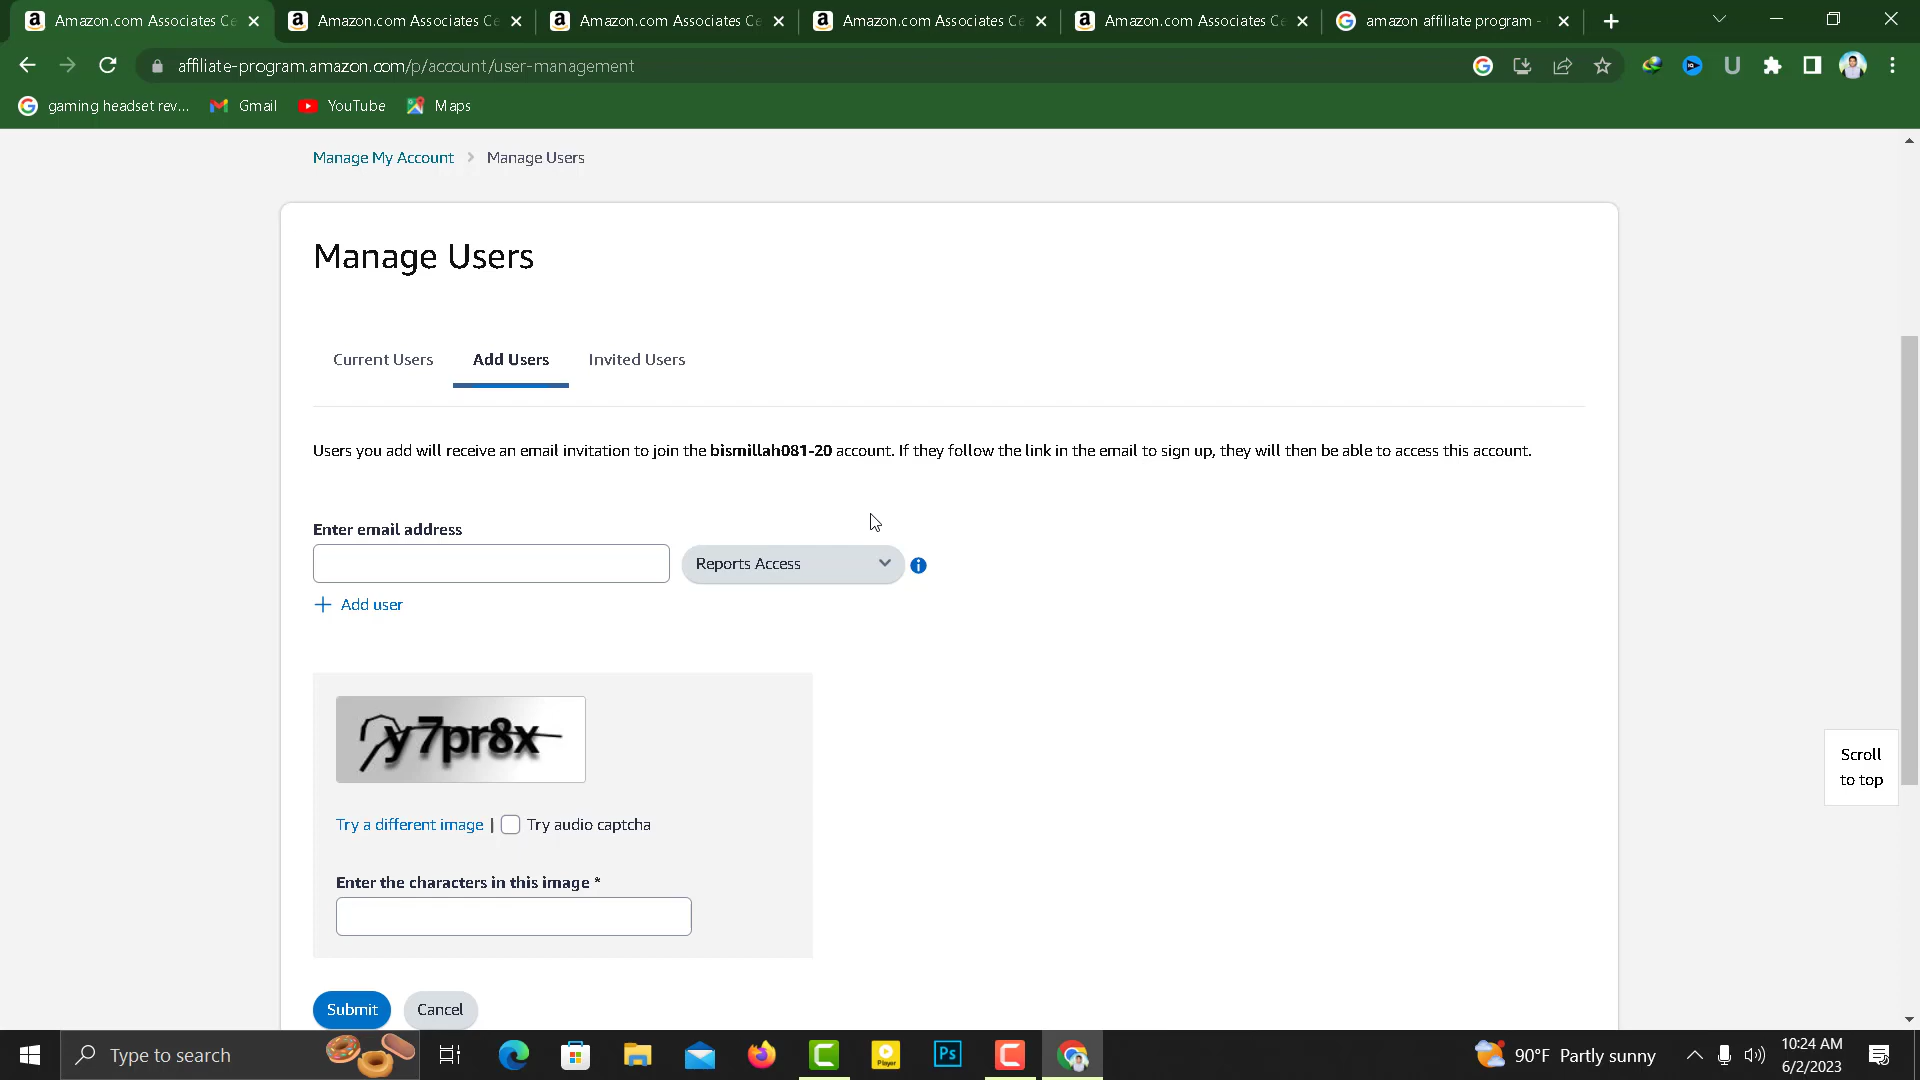 Amazon.com Associates Ce
Amazon.com Associates Ce
Amazon.com Associates Ce
Amazon.com Associates Ce
Amazon.com Associates Ce
amazon affiliate program -
affiliate-program.amazon.com/p/account/user-management
gaming headset rev...
Gmail
YouTube
Maps
Manage My Account
Manage Users
Manage Users
Current Users
Add Users
Invited Users
Users you add will receive an email invitation to join the bismillah081-20 account. If they follow the link in the email to sign up, they will then be able to access this account.
Enter email address
Reports Access
+ Add user
y7pr8x
Try a different image | Try audio captcha
Enter the characters in this image *
Submit
Cancel
Scroll
to top
Type to search
Player
Ps
90°F Partly sunny
10:24 AM
6/2/2023